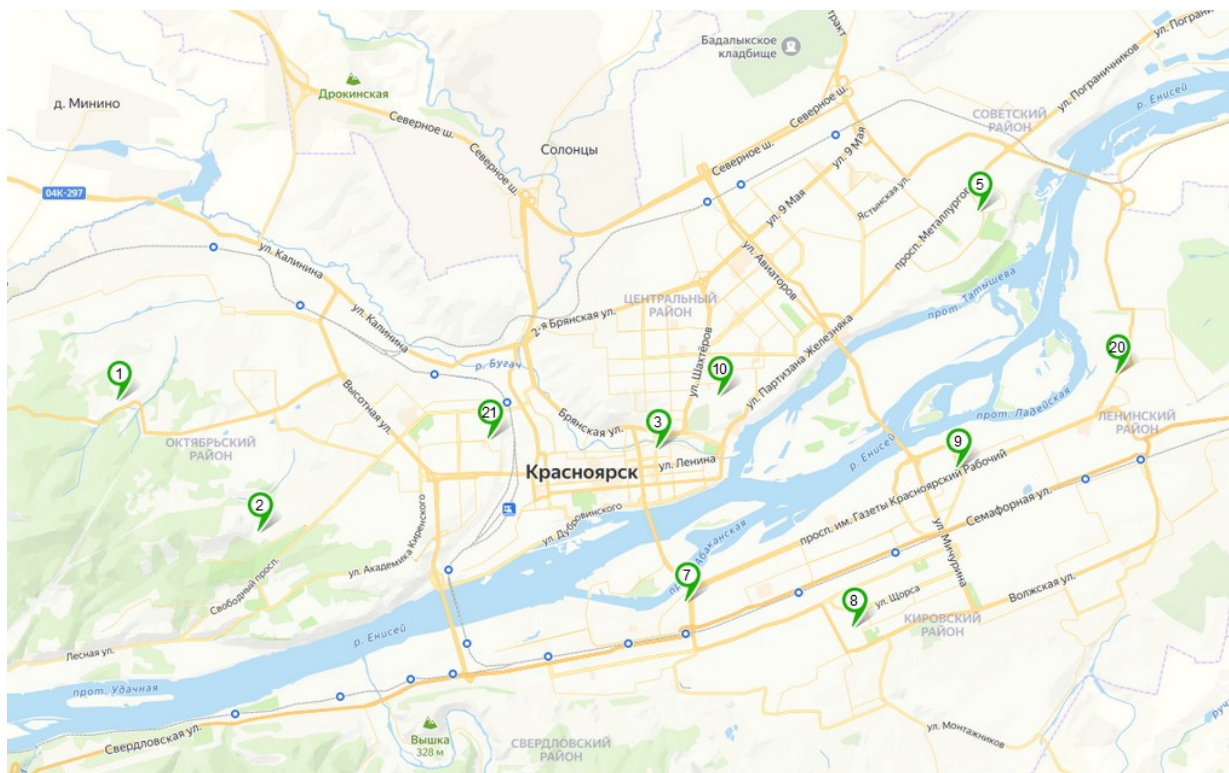 Бадалыкское
кладбище
тракт
ул. Пограничников
ул. Пограни
р. Енисей
Дрокинская
д. Минино
Северное ш.
Северное ш.
СОВЕТСКИЙ
РАЙОН
Северное ш.
Солонцы
Северное ш.
ул. 9 Мая
5
04К-297
Ястынская ул.
просп. Металлургов
ул. 9 Мая
ул. Калинина
ул. Авиаторов
прот. Татышева
ЦЕНТРАЛЬНЫЙ
РАЙОН
ул. Калинина
2-я Брянская ул.
20
р. Бугач
ул. Шахтёров
ул. Партизана Железняка
1
10
прот. Ладейская
21
Высотная ул.
Брянская ул.
3
ЛЕНИНСКИЙ
РАЙОН
ОКТЯБРЬСКИЙ
РАЙОН
р. Енисей
9
Красноярск
ул. Ленина
просп. им. Газеты Красноярский Рабочий
2
ул. Академика Киренского
ул. Дубровинского
Абаканская
Семафорная ул.
Свободный просп.
7
ул. Мичурина
8
ул. Щорса
Волжская ул.
КИРОВСКИЙ
РАЙОН
р. Енисей
Лесная ул.
прот. Удачная
ул. Монтажников
Свердловская ул.
Вышка
328 м
СВЕРДЛОВСКИЙ
РАЙОН
руч